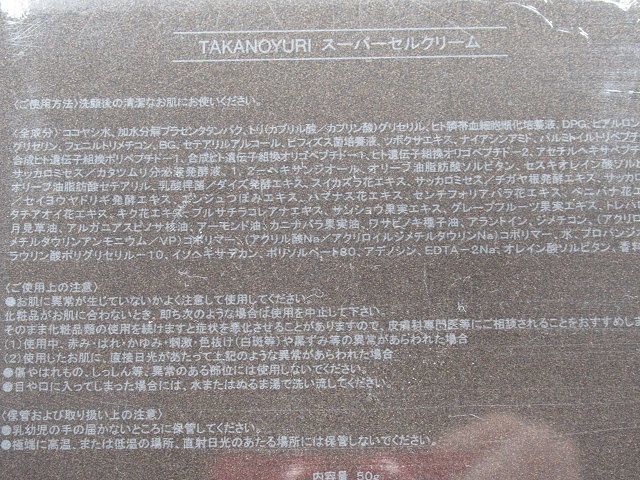 TAKANOYURI スーパーセルクリーム
〈ご使用方法〉洗顔後の清潔なお肌にお使いください。
〈全成分〉ココヤシ水、加水分解プラセンタタンパク、トリ(カプリル酸/カプリン酸)グリセリル、ヒト臍帯血細胞順化培養液、DPG、ヒアルロン
グリセリン、フェニルトリメチコン、BG、セテアリルアルコール、ビフィズス菌培養液、ツボクサエキス、ナイアシンアミド、パルミトイルトリペプ
合成ヒト遺伝子組換ポリペプチド-1、合成ヒト遺伝子組換オリゴペプチド-1、ヒト遺伝子組換オリゴペプチド-2、アセチルヘキサペプチ
サッカロミセス/カタツムリ分泌液発酵液、1,2-ヘキサンジオール、オリーブ油脂肪酸ソルビタン、セスキオレイン酸ソル
オリーブ油脂肪酸セテアリル、乳酸桿菌/ダイズ発酵エキス、スイカズラ花エキス、サッカロミセス/チガヤ根発酵エキス、
/セイヨウヤドリギ発酵エキス、エンジュつぼみエキス、ハマナス花エキス、センチフォリアバラ花エキス、ベニバナ花
タチアオイ花エキス、キク花エキス、プルサチラコレアナエキス、サンショウ果実エキス、グレープフルーツ果実エキス、トレハ
月見草油、アルガニアスピノサ核油、アーモンド油、カニナバラ果実油、ワサビノキ種子油、アラントイン、ジメチコン、(アクリ
メチルタウリンアンモニウム/VP)コポリマー、(アクリル酸Na/アクリロイルジメチルタウリンNa)コポリマー、水、プロパンジ
ラウリン酸ポリグリセリル-10、イソヘキサデカン、ポリソルベート80、アデノシン、EDTA-2Na、オレイン酸ソルビタン、香
〈ご使用上の注意〉
●お肌に異常が生じていないかよく注意して使用してください。
化粧品がお肌に合わないとき、即ち次のような場合は使用を中止して下さい。
そのまま化粧品類の使用を続けますと症状を悪化させることがありますので、皮膚科専門医等にご相談されることをおすすめしま
(1)使用中、赤み・はれ・かゆみ・刺激・色抜け(白斑等)や黒ずみ等の異常があらわれた場合
(2)使用したお肌に、直接日光があたって上記のような異常があらわれた場合
●傷やはれもの、しっしん等、異常のある部位には使用しないでください。
●目や口に入ってしまった場合には、水またはぬるま湯で洗い流してください。
〈保管および取り扱い上の注意〉
●乳幼児の手の届かないところに保管してください。
●極端に高温、または低温の場所、直射日光のあたる場所には保管しないでください。
内容量 50g